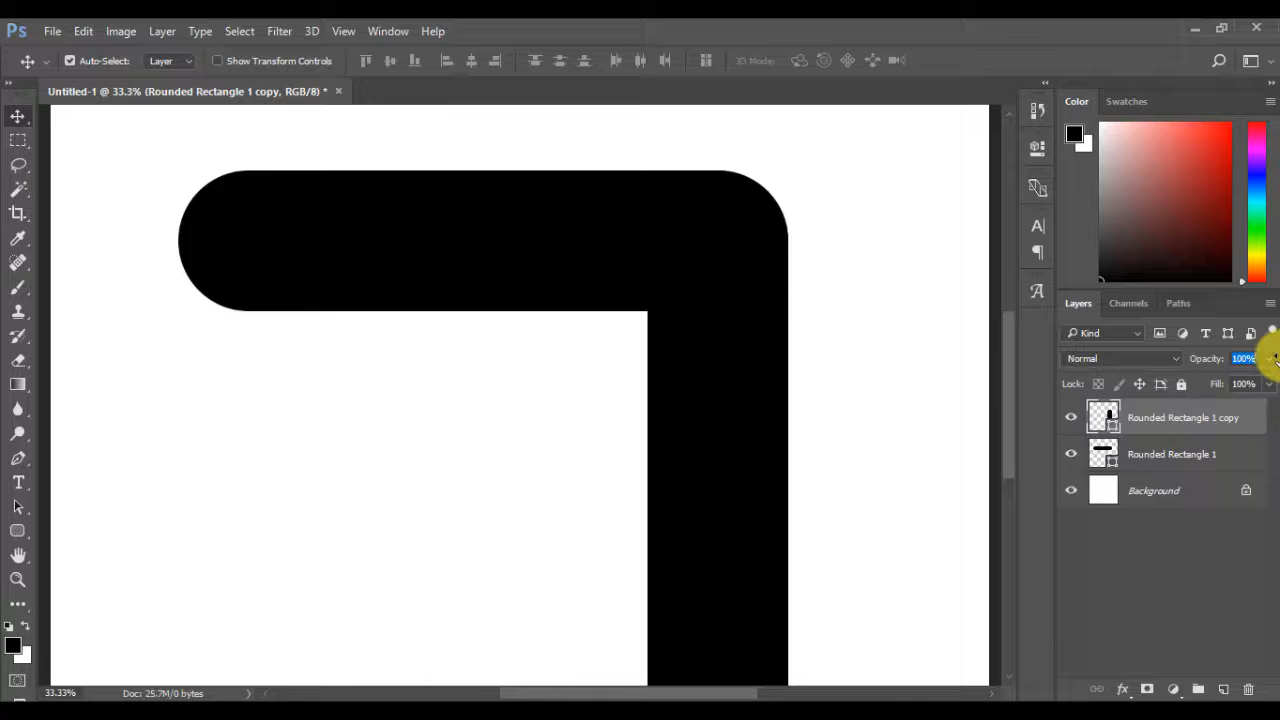 Ps File Edit Image Layer Type Select Filter 3D View Window Help
Auto-Select: Layer Show Transform Controls 3D Mode:
Untitled-1 @ 33.3% (Rounded Rectangle 1 copy, RGB/8) * ×
Color Swatches
Layers Channels Paths
Kind
Normal Opacity: 100%
Lock: Fill: 100%
Rounded Rectangle 1 copy
Rounded Rectangle 1
Background
33.33% Doc: 25.7M/0 bytes